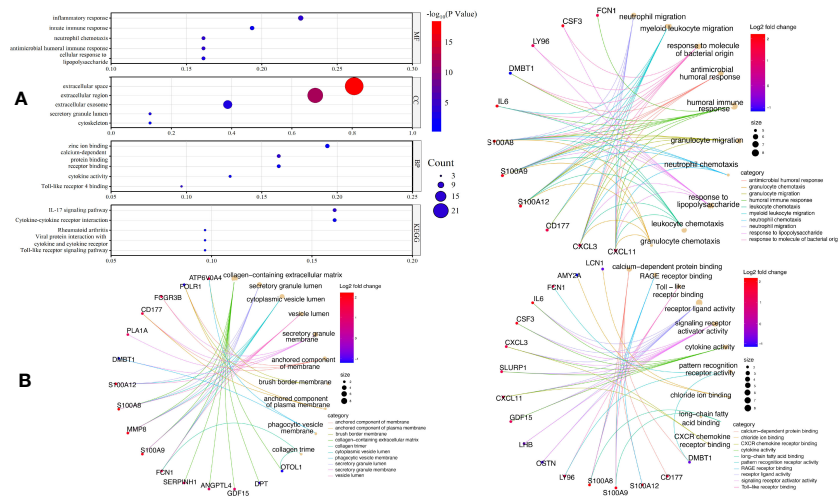 A
inflammatory response
innate immune response
neutrophil chemotaxis
antimicrobial humoral immune response
cellular response to
lipopolysaccharide
0.10
0.15
0.20
0.25
0.30
MF
extracellular space
extracellular region
extracellular exosome
secretory granule lumen
cytoskeleton
0.0
0.2
0.4
0.6
0.8
1.0
CC
zinc ion binding
calcium-dependent
protein binding
receptor binding
cytokine activity
Toll-like receptor 4 binding
0.05
0.10
0.15
0.20
BP
IL-17 signaling pathway
Cytokine-cytokine receptor interaction
Rheumatoid arthritis
Viral protein interaction with
cytokine and cytokine receptor
Toll-like receptor signaling pathway
0.05
0.10
0.15
0.20
KEGG
-log10(P Value)
15
10
5
Count
3
9
15
21
FCN1
CSF3
LY96
DMBT1
IL6
S100A8
S100A9
S100A12
CD177
CXCL3
CXCL11
neutrophil migration
myeloid leukocyte migration
response to molecule
of bacterial origin
antimicrobial
humoral response
humoral immune
response
granulocyte migration
neutrophil chemotaxis
response to
lipopolysaccharide
leukocyte chemotaxis
granulocyte chemotaxis
Log2 fold change
2
1
0
-1
size
category
antimicrobial humoral response
granulocyte chemotaxis
granulocyte migration
humoral immune response
leukocyte chemotaxis
myeloid leukocyte migration
neutrophil chemotaxis
neutrophil migration
response to lipopolysaccharide
response to molecule of bacterial orig
B
ATP6V0A4
POLR1
FCGR3B
CD177
PLA1A
DMBT1
S100A12
S100A8
MMP8
S100A9
FCN1
SERPINH1
ANGPTL4
GDF15
DPT
OTOL1
collagen-containing extracellular matrix
secretory granule lumen
cytoplasmic vesicle lumen
vesicle lumen
secretory granule
membrane
anchored component
of membrane
brush border membrane
anchored component
of plasma membrane
phagocytic vesicle
membrane
collagen trimer
Log2 fold change
2
1
0
-1
size
category
anchored component of membrane
anchored component of plasma membrane
brush border membrane
collagen-containing extracellular matrix
collagen trimer
cytoplasmic vesicle lumen
phagocytic vesicle membrane
secretory granule lumen
secretory granule membrane
vesicle lumen
LCN1
AMY2A
FCN1
IL6
CSF3
CXCL3
SLURP1
CXCL11
GDF15
LHB
OSTN
LY96
S100A8
S100A9
S100A12
CD177
DMBT1
calcium-dependent protein binding
RAGE receptor binding
Toll - like
receptor binding
receptor ligand activity
signaling receptor
activator activity
cytokine activity
pattern recognition
receptor activity
chloride ion binding
long-chain fatty
acid binding
CXCR chemokine
receptor binding
Log2 fold change
2
1
0
-1
size
category
calcium-dependent protein binding
chloride ion binding
CXCR chemokine receptor binding
cytokine activity
long-chain fatty acid binding
pattern recognition receptor activity
RAGE receptor binding
receptor ligand activity
signaling receptor activator activity
Toll-like receptor binding